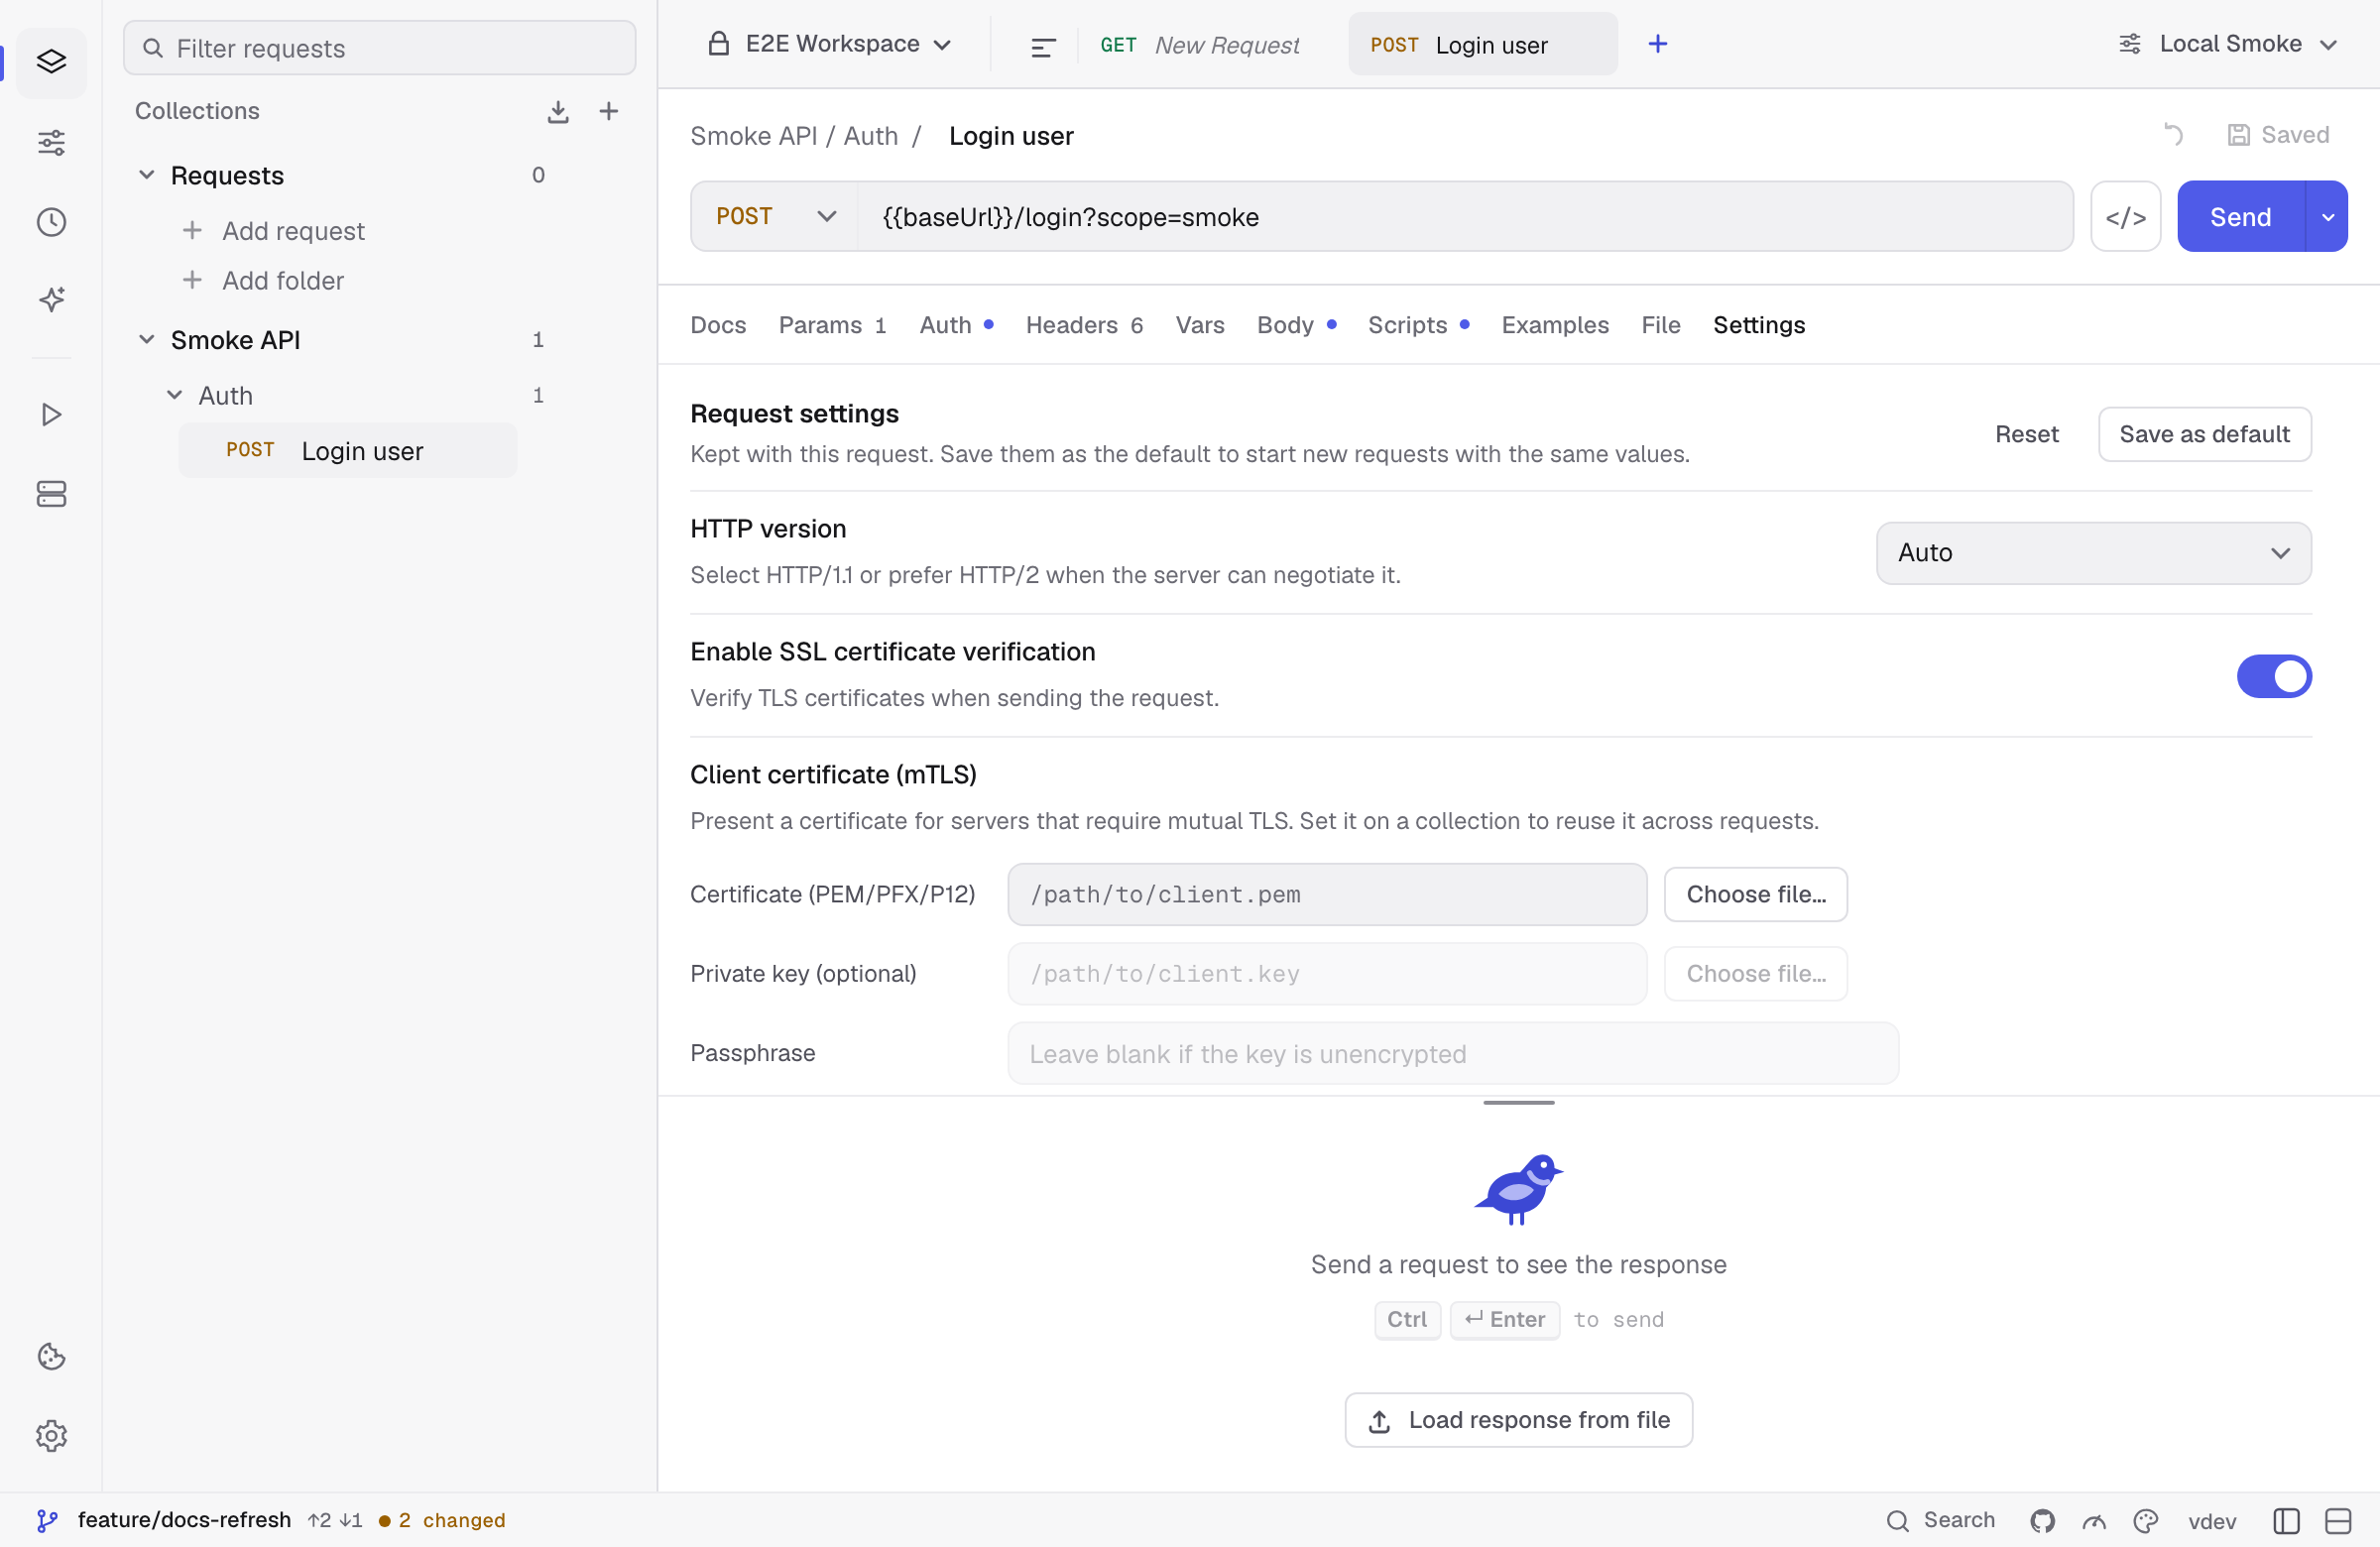 Filter requests
Collections
Requests 0
Add request
Add folder
Smoke API 1
Auth 1
POST Login user
E2E Workspace
GET New Request
POST Login user
Local Smoke
Smoke API / Auth / Login user
Saved
POST {{baseUrl}}/login?scope=smoke
</>
Send
Docs Params 1 Auth Headers 6 Vars Body Scripts Examples File Settings
Request settings
Kept with this request. Save them as the default to start new requests with the same values.
Reset
Save as default
HTTP version
Select HTTP/1.1 or prefer HTTP/2 when the server can negotiate it.
Auto
Enable SSL certificate verification
Verify TLS certificates when sending the request.
Client certificate (mTLS)
Present a certificate for servers that require mutual TLS. Set it on a collection to reuse it across requests.
Certificate (PEM/PFX/P12) /path/to/client.pem Choose file…
Private key (optional) /path/to/client.key Choose file…
Passphrase Leave blank if the key is unencrypted
Send a request to see the response
Ctrl ↵ Enter to send
Load response from file
feature/docs-refresh ↑2 ↓1 2 changed
Search
vdev